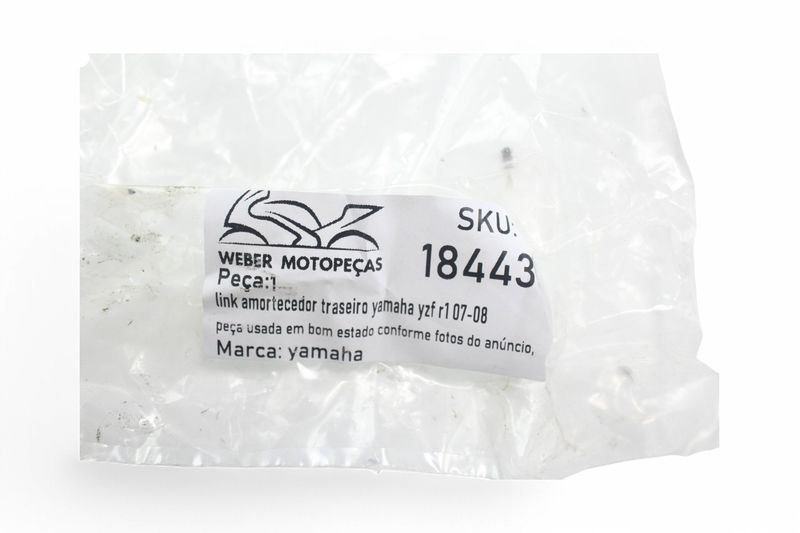 WEBER MOTOPEÇAS
SKU:
18443
Peça:1
link amortecedor traseiro yamaha yzf r1 07-08
peça usada em bom estado conforme fotos do anúncio,
Marca: yamaha